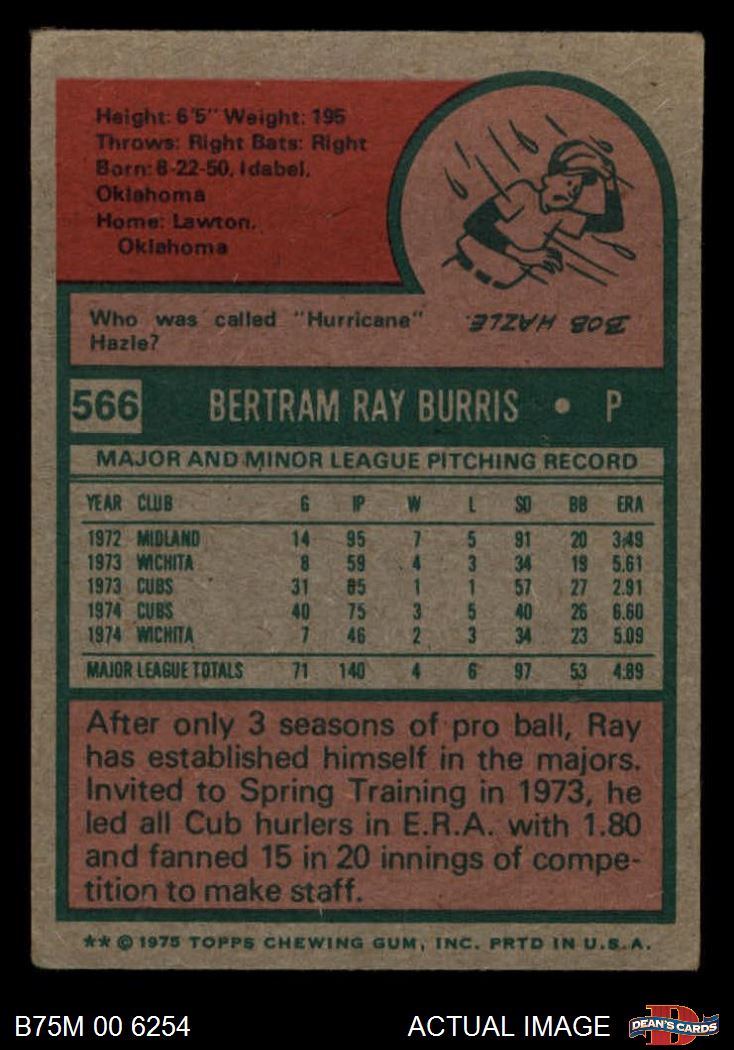 Height: 6'5" Weight: 195
Throws: Right Bats: Right
Born: 8-22-50, Idabel,
Oklahoma
Home: Lawton,
Oklahoma
Who was called "Hurricane"
Hazle?
BOB HAZLE.
566 BERTRAM RAY BURRIS • P
MAJOR AND MINOR LEAGUE PITCHING RECORD
YEAR CLUB G IP W L SO BB ERA
1972 MIDLAND 14 95 7 5 91 20 3.49
1973 WICHITA 8 59 4 3 34 19 5.61
1973 CUBS 31 65 1 1 57 27 2.91
1974 CUBS 40 75 3 5 40 26 6.60
1974 WICHITA 7 46 2 3 34 23 5.09
MAJOR LEAGUE TOTALS 71 140 4 6 97 53 4.89
After only 3 seasons of pro ball, Ray
has established himself in the majors.
Invited to Spring Training in 1973, he
led all Cub hurlers in E.R.A. with 1.80
and fanned 15 in 20 innings of compe-
tition to make staff.
** © 1975 TOPPS CHEWING GUM, INC. PRTD IN U.S.A.
B75M 00 6254 ACTUAL IMAGE D DEAN'S CARDS